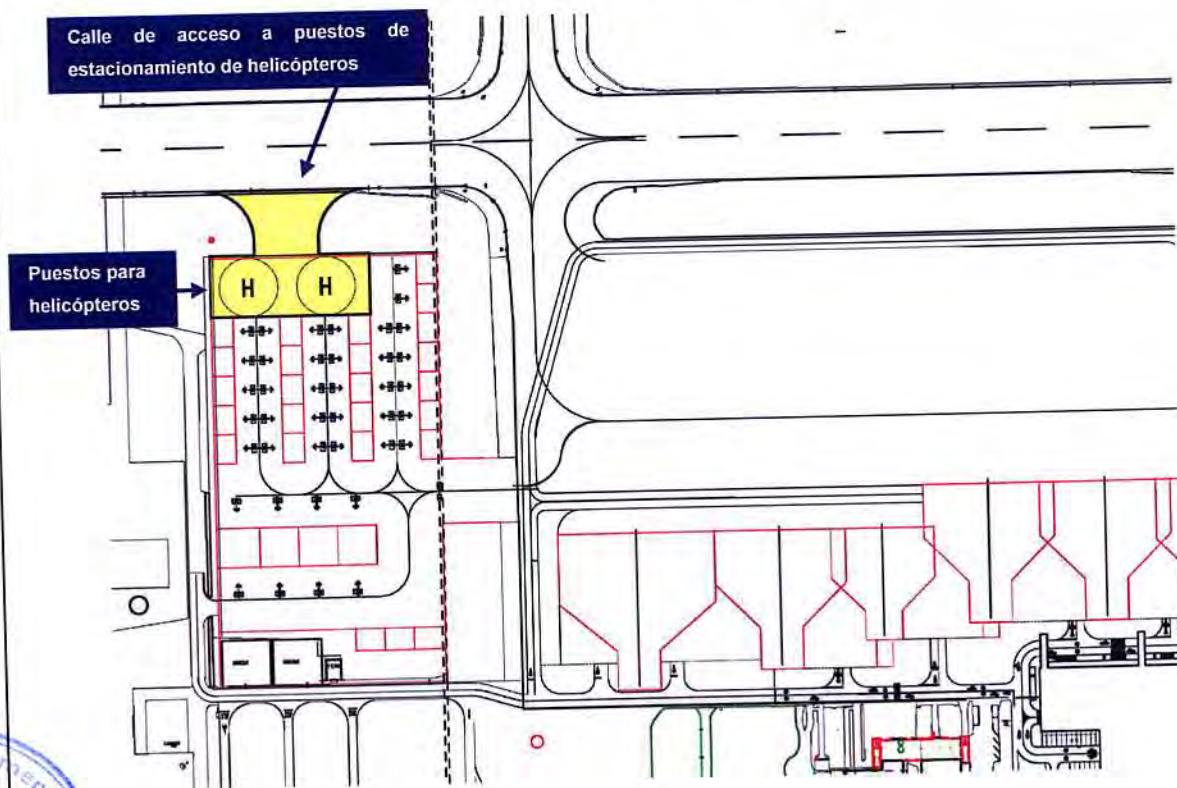 Calle de acceso a puestos de
estacionamiento de helicópteros
Puestos para
helicópteros
H
H